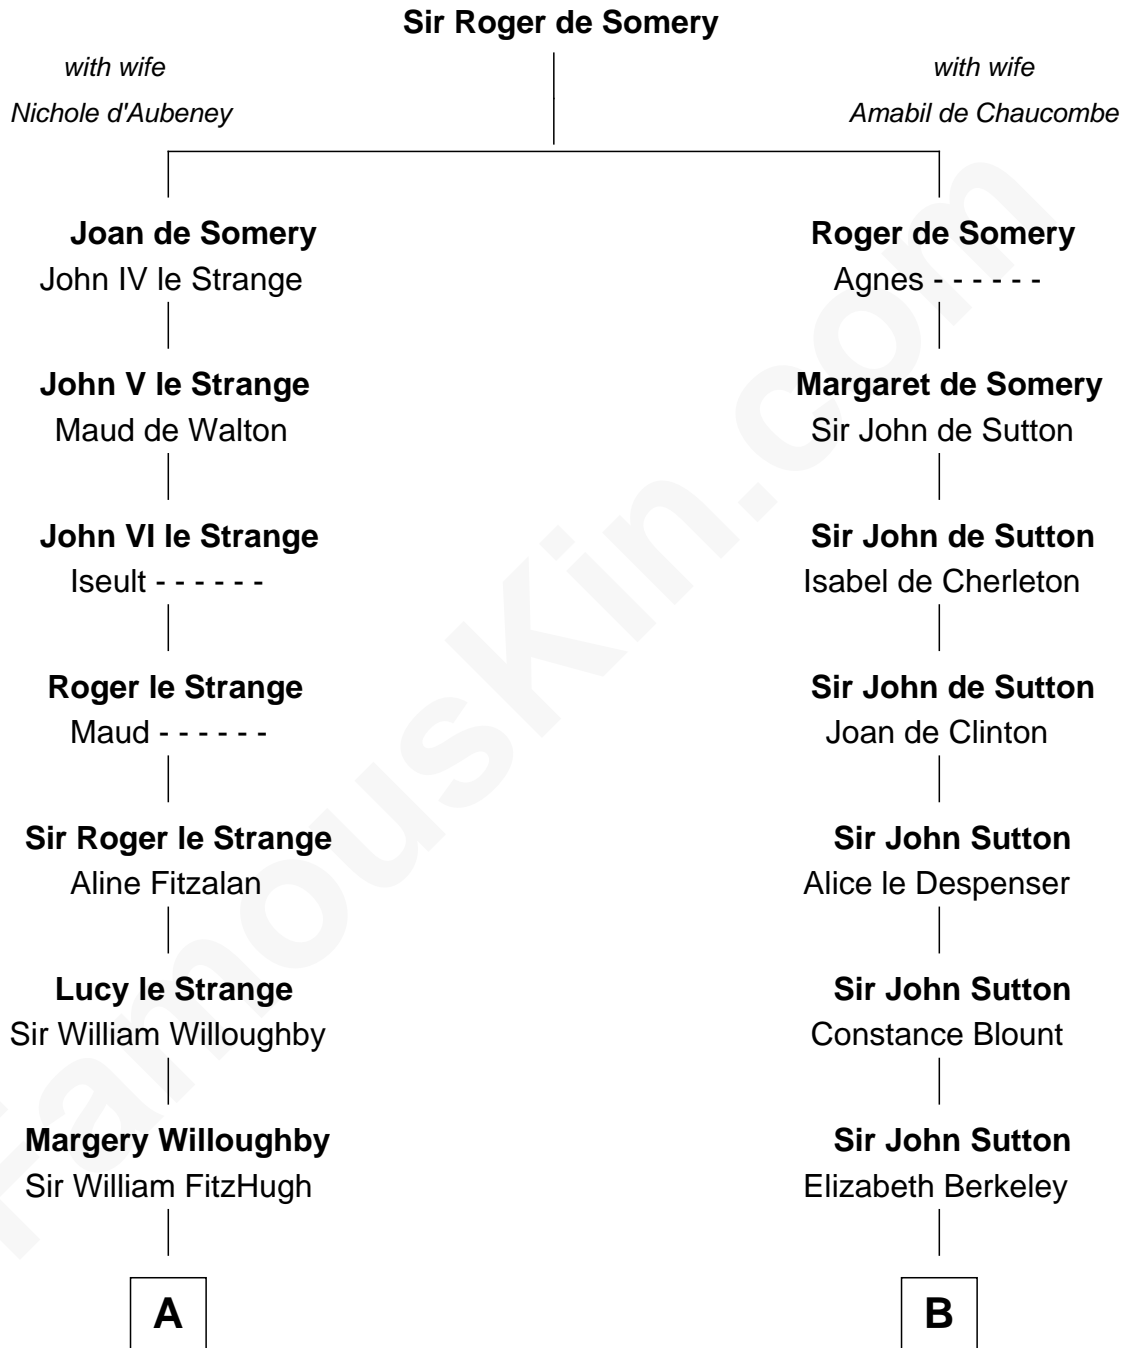 Sir Roger de Somery
with wife
Nichole d'Aubeney
with wife
Amabil de Chaucombe
Joan de Somery
John IV le Strange
John V le Strange
Maud de Walton
John VI le Strange
Iseult - - - - - -
Roger le Strange
Maud - - - - - -
Sir Roger le Strange
Aline Fitzalan
Lucy le Strange
Sir William Willoughby
Margery Willoughby
Sir William FitzHugh
A
Roger de Somery
Agnes - - - - - -
Margaret de Somery
Sir John de Sutton
Sir John de Sutton
Isabel de Cherleton
Sir John de Sutton
Joan de Clinton
Sir John Sutton
Alice le Despenser
Sir John Sutton
Constance Blount
Sir John Sutton
Elizabeth Berkeley
B
FamousKin.com